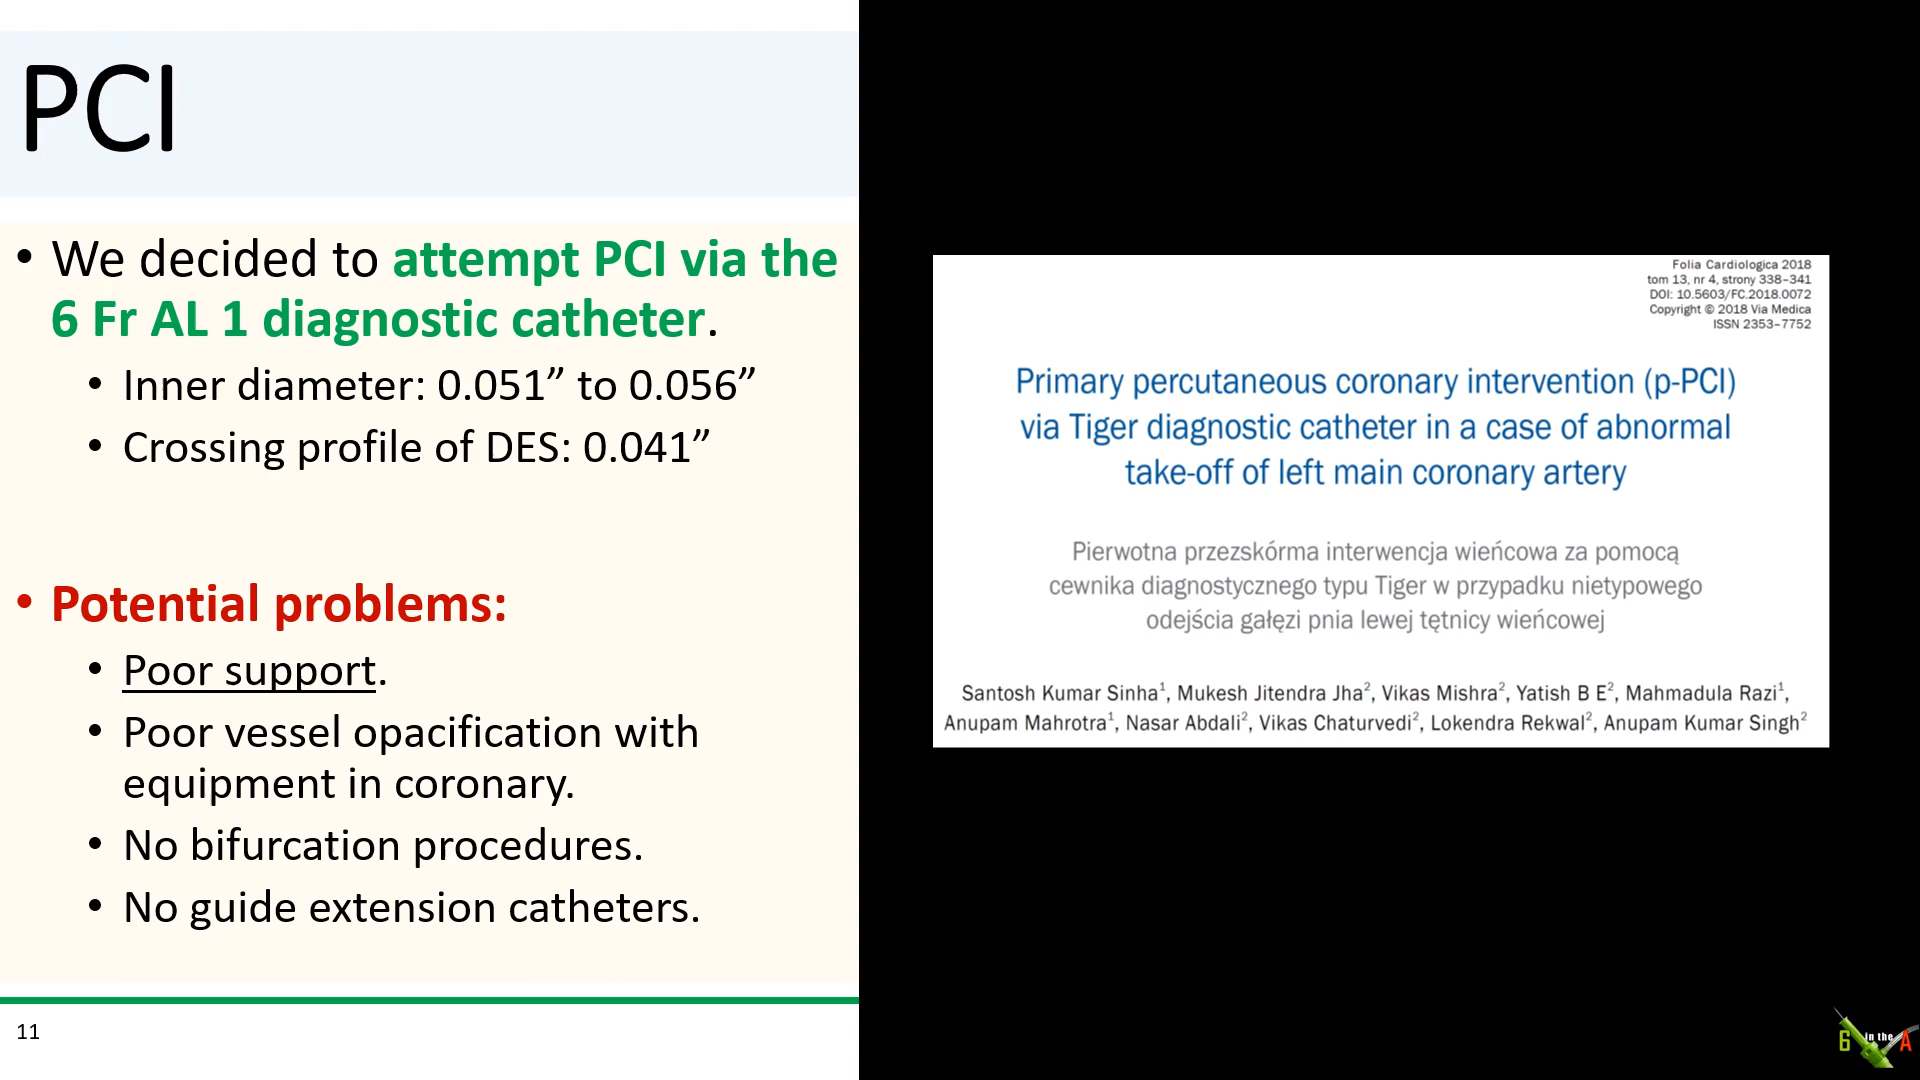 PCI
• We decided to attempt PCI via the
6 Fr AL 1 diagnostic catheter.
• Inner diameter: 0.051” to 0.056”
• Crossing profile of DES: 0.041”
• Potential problems:
• Poor support.
• Poor vessel opacification with
equipment in coronary.
• No bifurcation procedures.
• No guide extension catheters.
11
Folia Cardiologica 2018
tom 13, nr 4, strony 338–341
DOI: 10.5603/FC.2018.0072
Copyright © 2018 Via Medica
ISSN 2353–7752
Primary percutaneous coronary intervention (p-PCI)
via Tiger diagnostic catheter in a case of abnormal
take-off of left main coronary artery
Pierwotna przezskórma interwencja wieńcowa za pomocą
cewnika diagnostycznego typu Tiger w przypadku nietypowego
odejścia gałęzi pnia lewej tętnicy wieńcowej
Santosh Kumar Sinha¹, Mukesh Jitendra Jha², Vikas Mishra², Yatish B E², Mahmadula Razi¹,
Anupam Mahrotra¹, Nasar Abdali², Vikas Chaturvedi², Lokendra Rekwal², Anupam Kumar Singh²
6 in the A